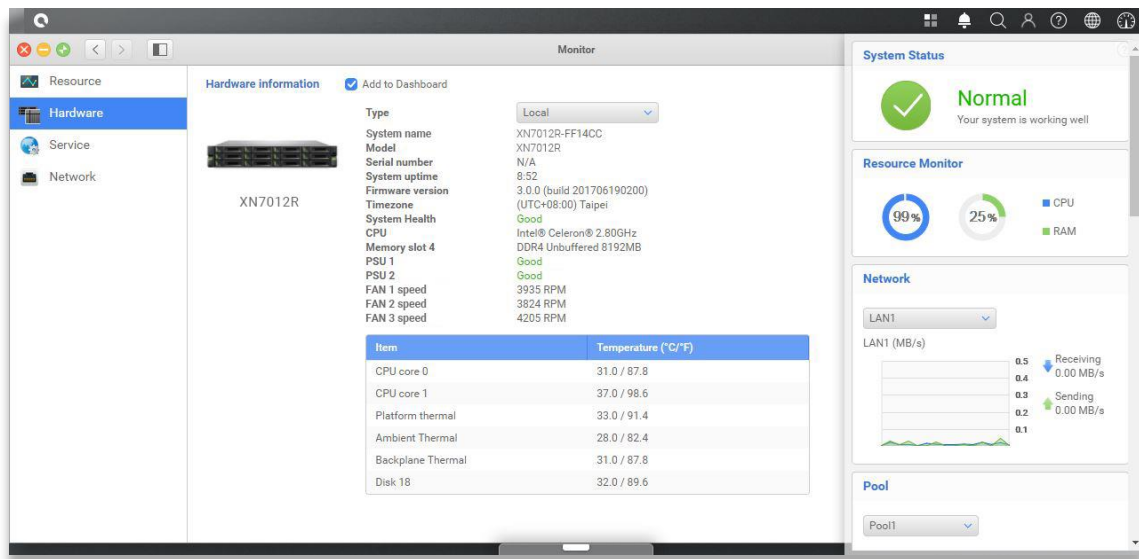 Monitor
Resource
Hardware
Service
Network
Hardware information
Add to Dashboard
XN7012R
Type Local
System name XN7012R-FF14CC
Model XN7012R
Serial number N/A
System uptime 8:52
Firmware version 3.0.0 (build 201706190200)
Timezone (UTC+08:00) Taipei
System Health Good
CPU Intel® Celeron® 2.80GHz
Memory slot 4 DDR4 Unbuffered 8192MB
PSU 1 Good
PSU 2 Good
FAN 1 speed 3935 RPM
FAN 2 speed 3824 RPM
FAN 3 speed 4205 RPM
Item Temperature (°C/°F)
CPU core 0 31.0 / 87.8
CPU core 1 37.0 / 98.6
Platform thermal 33.0 / 91.4
Ambient Thermal 28.0 / 82.4
Backplane Thermal 31.0 / 87.8
Disk 18 32.0 / 89.6
System Status
Normal
Your system is working well
Resource Monitor
99% 25%
CPU
RAM
Network
LAN1
LAN1 (MB/s)
0.5
0.4
0.3
0.2
0.1
Receiving
0.00 MB/s
Sending
0.00 MB/s
Pool
Pool1